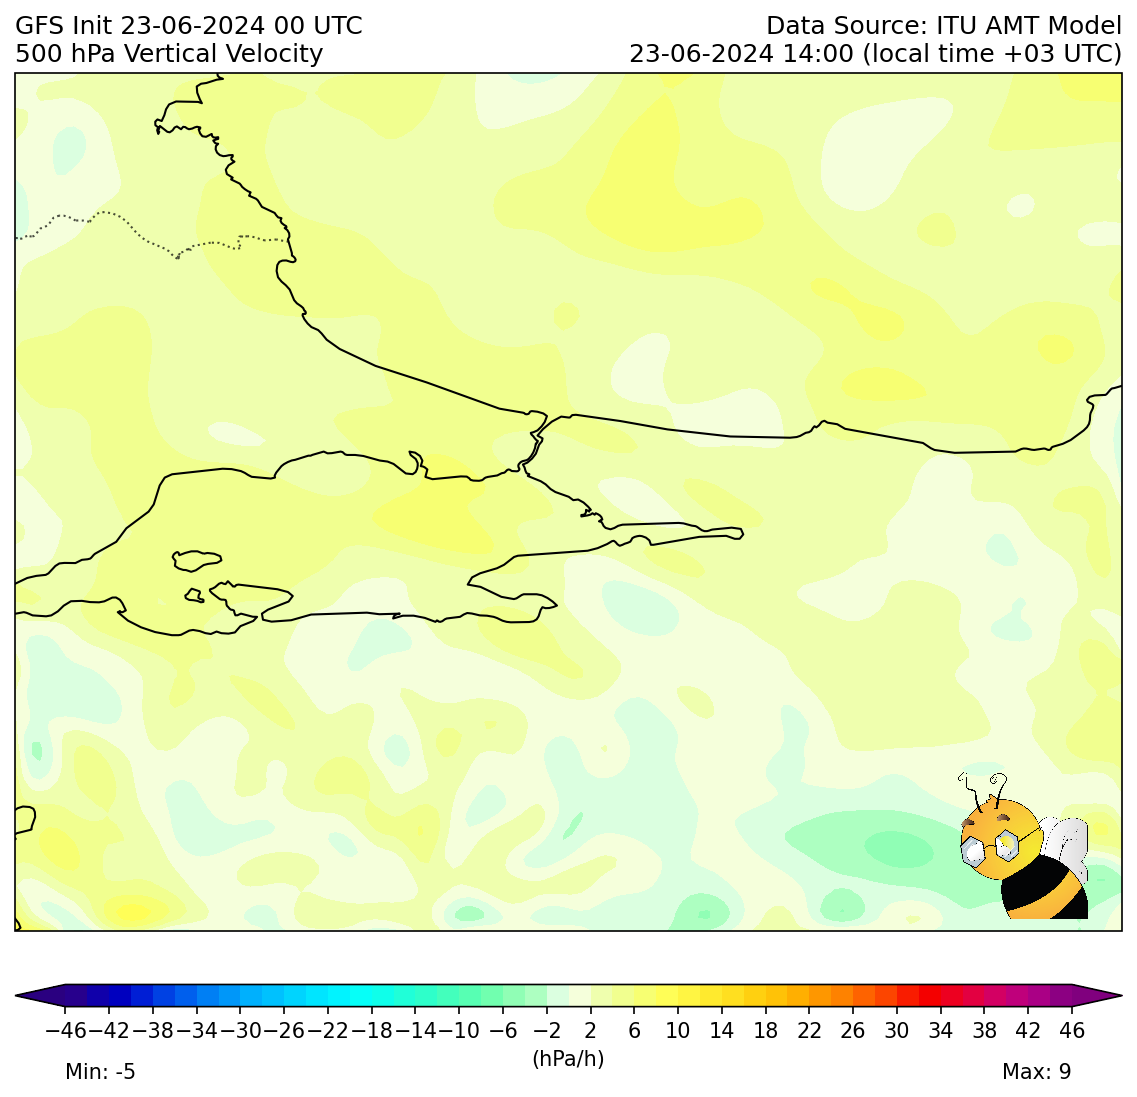 GFS Init 23-06-2024 00 UTC
500 hPa Vertical Velocity
Data Source: ITU AMT Model
23-06-2024 14:00 (local time +03 UTC)
−46 −42 −38 −34 −30 −26 −22 −18 −14 −10 −6 −2 2 6 10 14 18 22 26 30 34 38 42 46
(hPa/h)
Min: -5
Max: 9